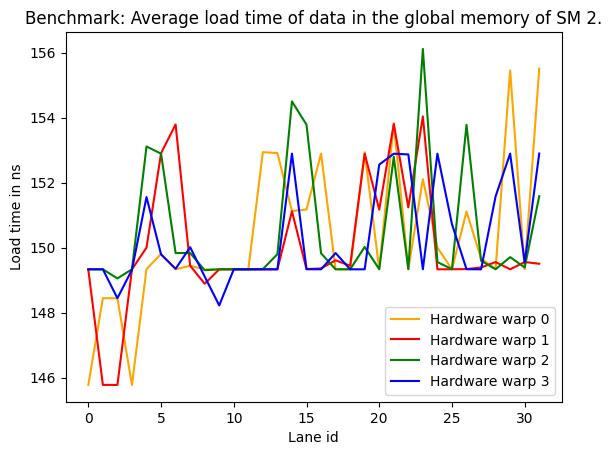 Benchmark: Average load time of data in the global memory of SM 2.
156
154
152
150
148
146
Load time in ns
0 5 10 15 20 25 30
Lane id
Hardware warp 0
Hardware warp 1
Hardware warp 2
Hardware warp 3